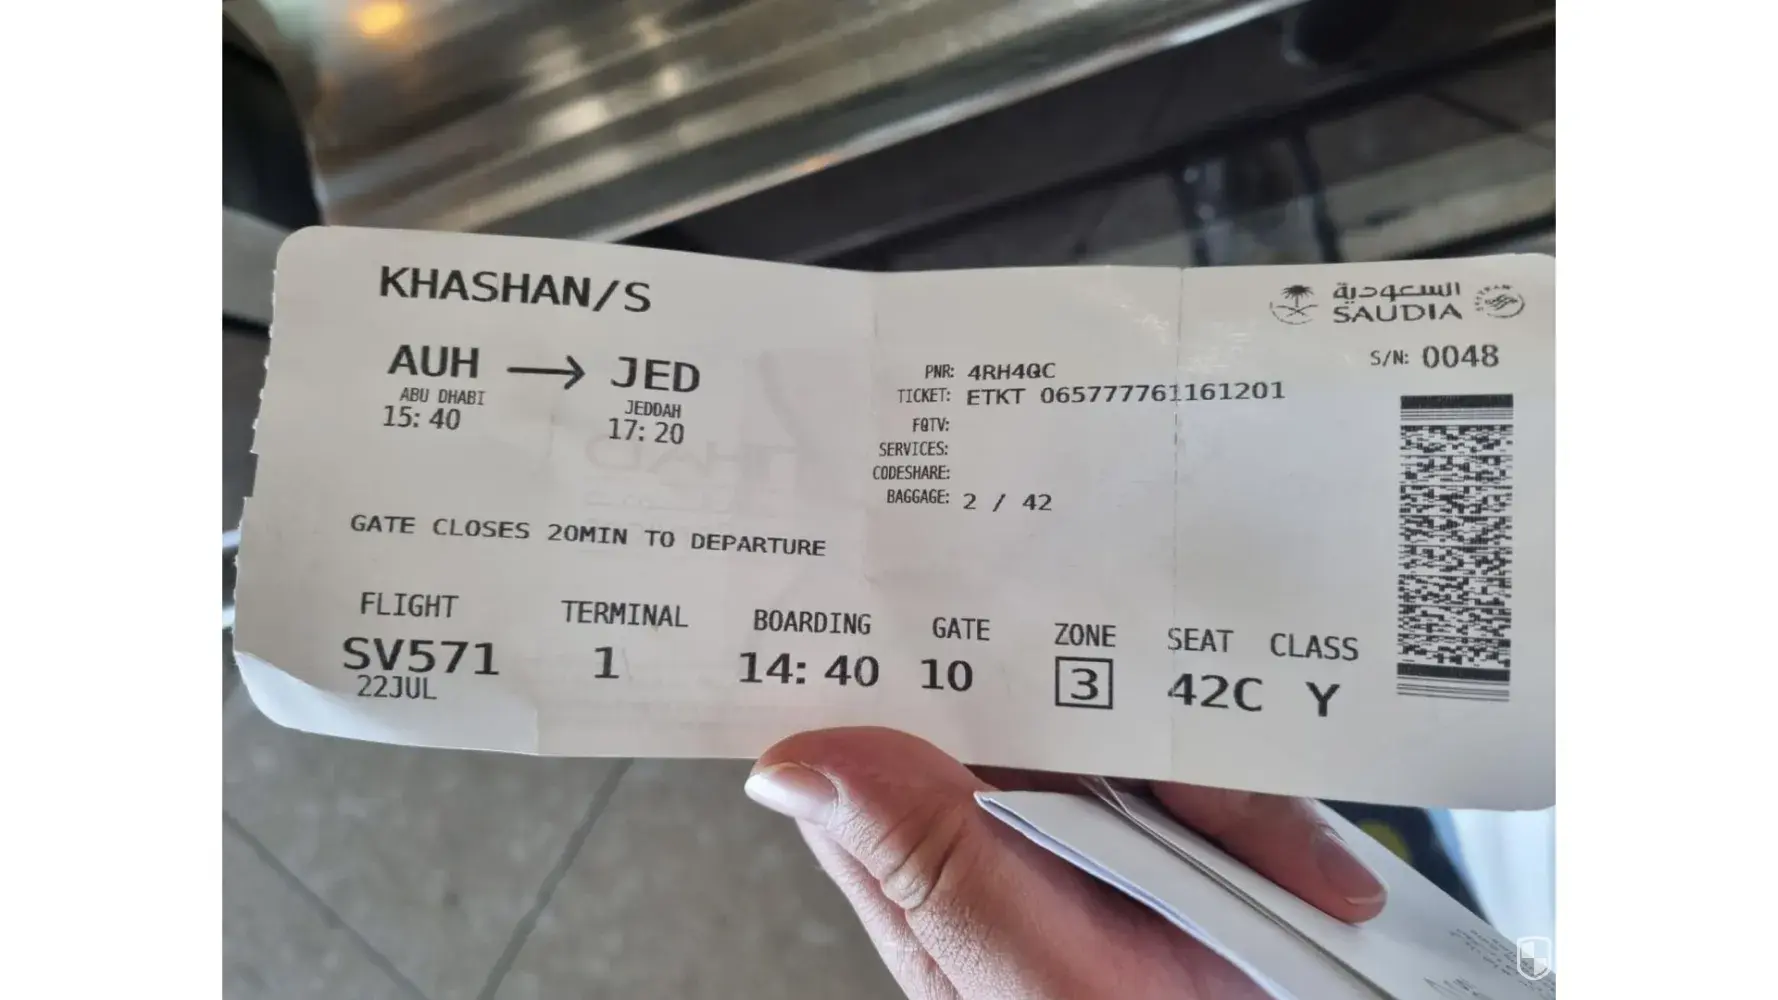 KHASHAN/S
السعودية
SAUDIA
S/N: 0048
AUH → JED
ABU DHABI JEDDAH
15:40 17:20
PNR: 4RH4QC
TICKET: ETKT 065777761161201
FQTV:
SERVICES:
CODESHARE:
BAGGAGE: 2 / 42
GATE CLOSES 20MIN TO DEPARTURE
FLIGHT TERMINAL BOARDING GATE ZONE SEAT CLASS
SV571 1 14:40 10 3 42C Y
22JUL